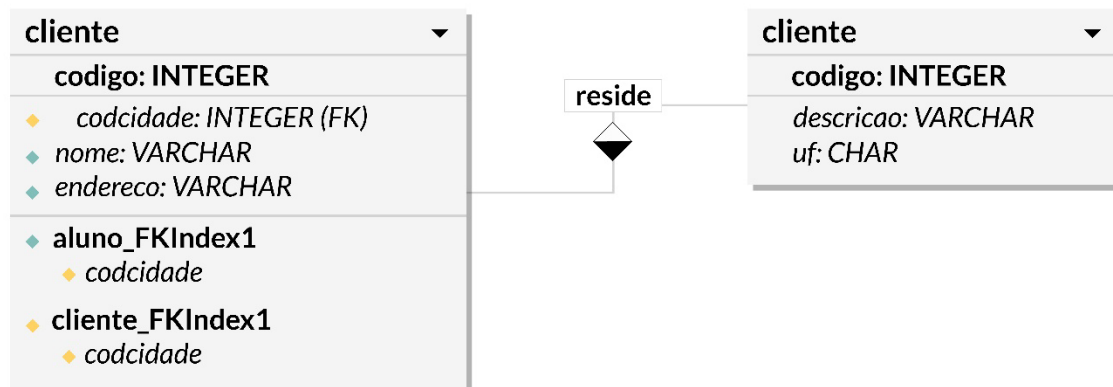 cliente
codigo: INTEGER
codcidade: INTEGER (FK)
nome: VARCHAR
endereco: VARCHAR
aluno_FKIndex1
codcidade
cliente_FKIndex1
codcidade
reside
cliente
codigo: INTEGER
descricao: VARCHAR
uf: CHAR